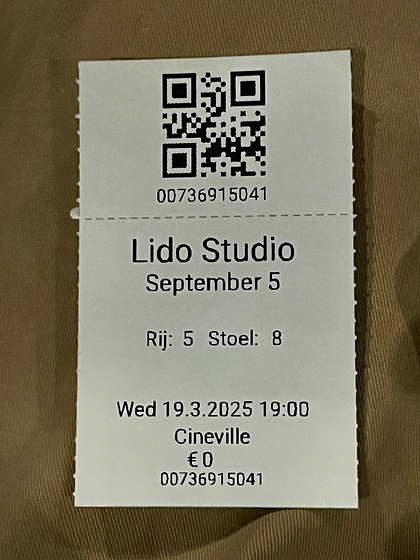 00736915041
Lido Studio
September 5
Rij: 5 Stoel: 8
Wed 19.3.2025 19:00
Cineville
€ 0
00736915041